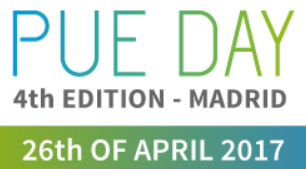 PUE DAY
4th EDITION - MADRID
26th OF APRIL 2017